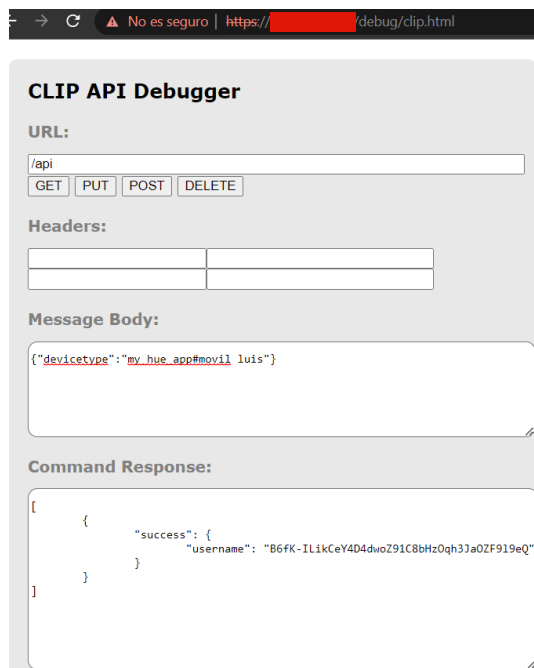 No es seguro | https:// /debug/clip.html
CLIP API Debugger
URL:
/api
GET PUT POST DELETE
Headers:
Message Body:
{"devicetype":"my_hue_app#movil luis"}
Command Response:
[
{
"success": {
"username": "B6fK-ILikCeY4D4dwoZ91C8bHzOqh3JaOZF9l9eQ"
}
}
]